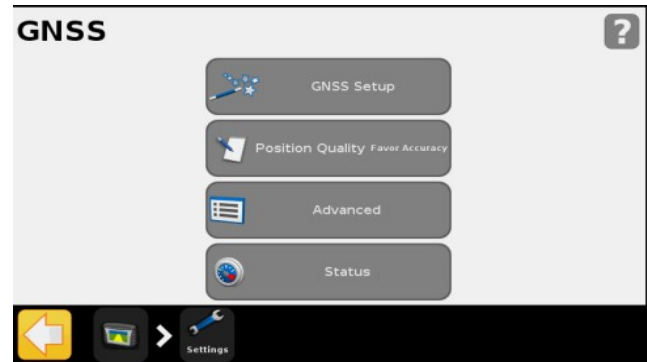 GNSS
?
GNSS Setup
Position Quality Favor Accuracy
Advanced
Status
Settings